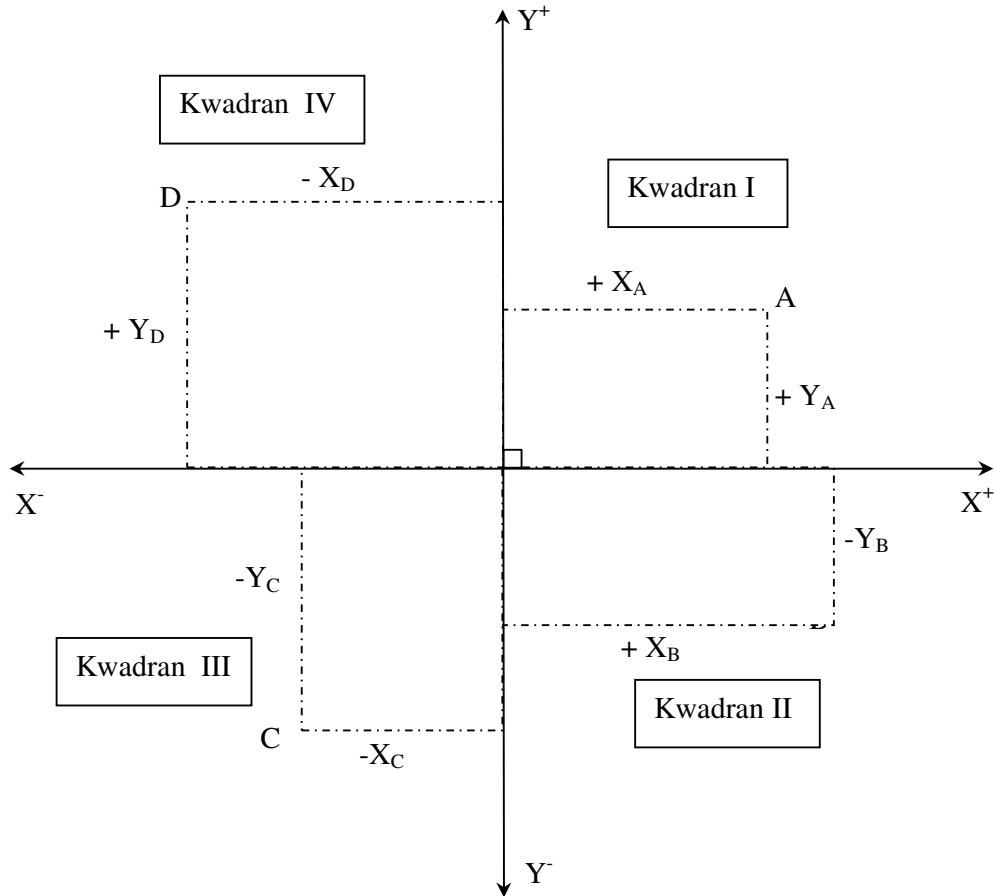 Y⁺
Kwadran IV
Kwadran I
- X_D
D
+ X_A
A
+ Y_D
+ Y_A
X⁻
X⁺
-Y_B
-Y_C
+ X_B
Kwadran III
Kwadran II
C
-X_C
Y⁻